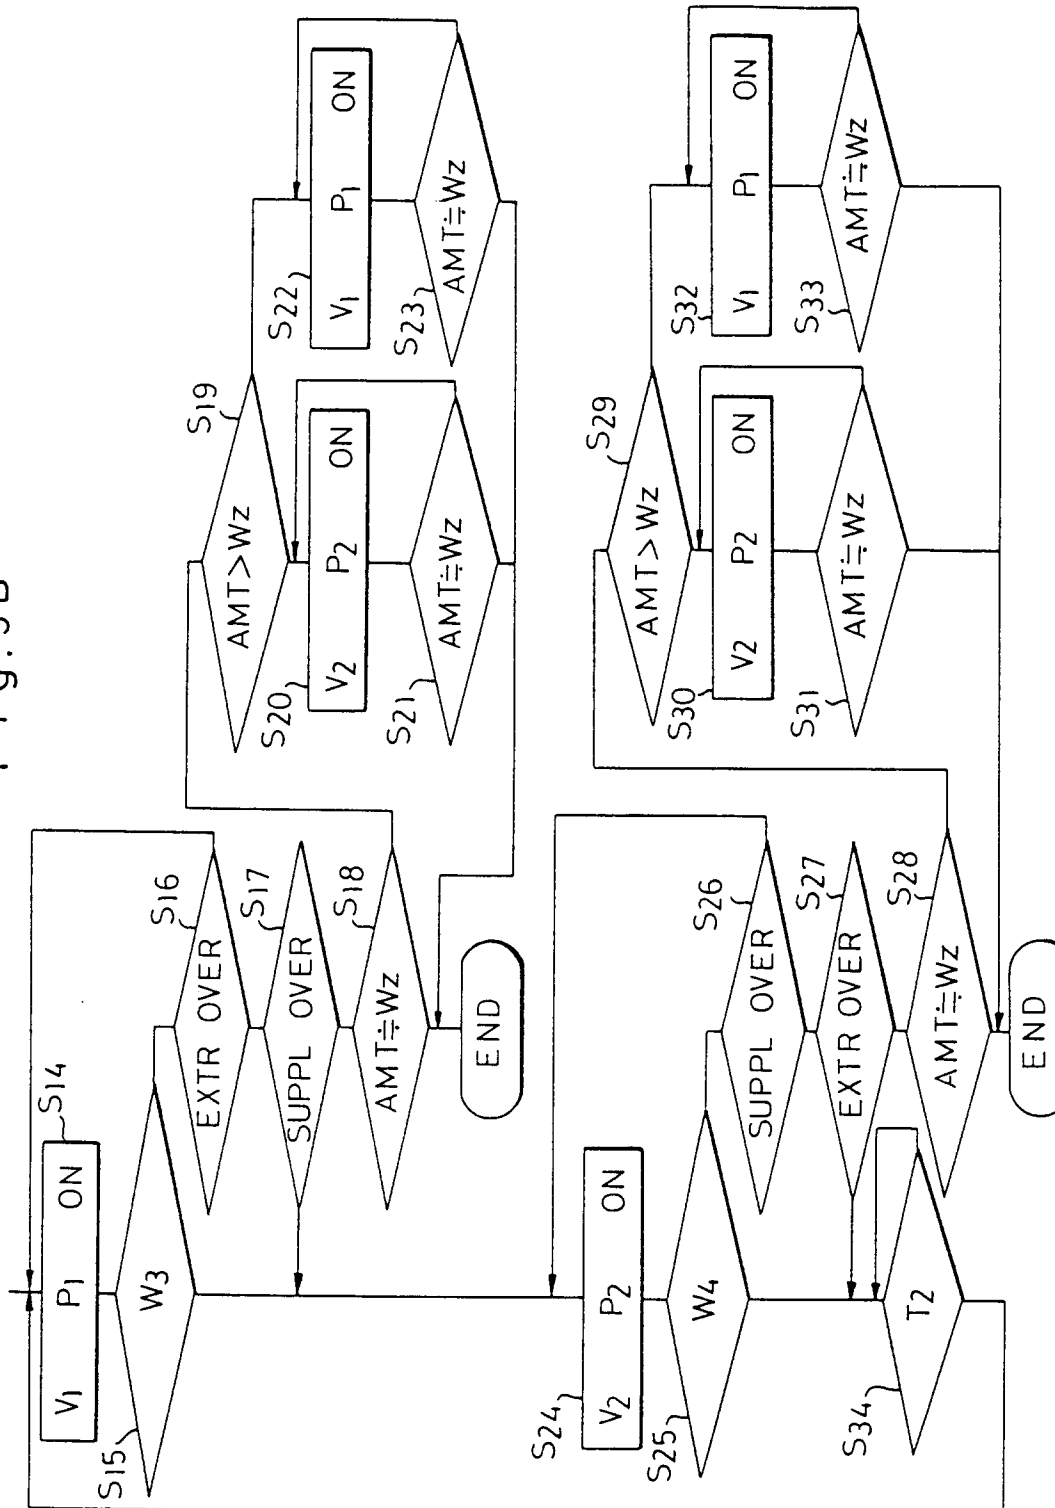 Fig. 5B
V1 P1 ON
S14
W3
S15
EXTR OVER
S16
SUPPL OVER
S17
AMT≒Wz
S18
END
AMT>Wz
S19
V2 P2 ON
S20
AMT≒Wz
S21
V1 P1 ON
S22
AMT≒Wz
S23
V2 P2 ON
S24
W4
S25
SUPPL OVER
S26
EXTR OVER
S27
AMT≒Wz
S28
END
AMT>Wz
S29
V2 P2 ON
S30
AMT≒Wz
S31
V1 P1 ON
S32
AMT≒Wz
S33
T2
S34